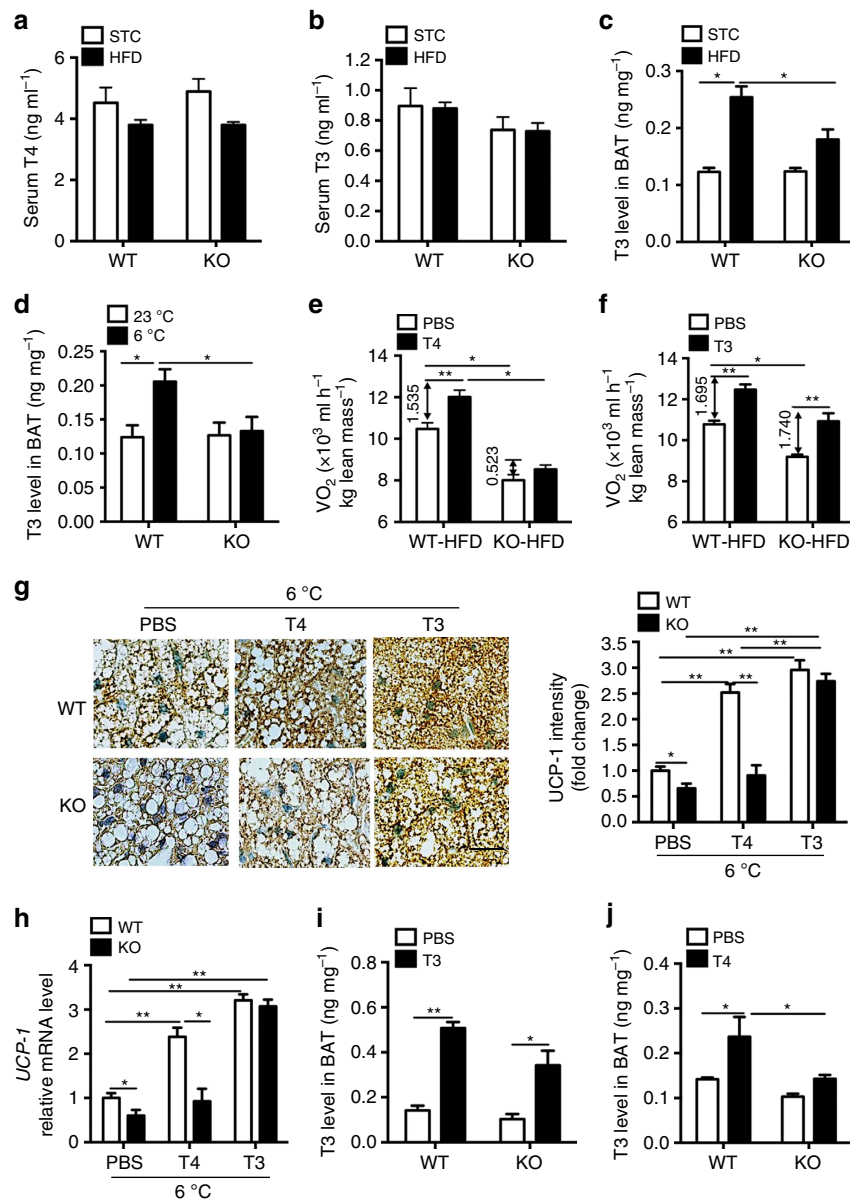 a
STC
HFD
Serum T4 (ng ml−1)
6
4
2
0
WT
KO
b
STC
HFD
Serum T3 (ng ml−1)
1.2
1.0
0.8
0.6
0.4
0.2
0.0
WT
KO
c
STC
HFD
T3 level in BAT (ng mg−1)
0.3
0.2
0.1
0.0
*
*
WT
KO
d
23 °C
6 °C
T3 level in BAT (ng mg−1)
0.25
0.20
0.15
0.10
0.05
0.00
*
*
WT
KO
e
PBS
T4
VO2 (×103 ml h−1
kg lean mass−1)
14
12
10
8
6
1.535
0.523
*
**
*
WT-HFD
KO-HFD
f
PBS
T3
VO2 (×103 ml h−1
kg lean mass−1)
14
12
10
8
6
1.695
1.740
*
**
**
WT-HFD
KO-HFD
g
6 °C
PBS
T4
T3
WT
KO
WT
KO
UCP-1 intensity
(fold change)
3.5
3.0
2.5
2.0
1.5
1.0
0.5
0.0
**
**
**
**
**
*
PBS
T4
T3
6 °C
h
WT
KO
UCP-1
relative mRNA level
4
3
2
1
0
**
**
**
*
*
PBS
T4
T3
6 °C
i
PBS
T3
T3 level in BAT (ng mg−1)
0.8
0.6
0.4
0.2
0.0
**
*
WT
KO
j
PBS
T4
T3 level in BAT (ng mg−1)
0.4
0.3
0.2
0.1
0.0
*
*
WT
KO